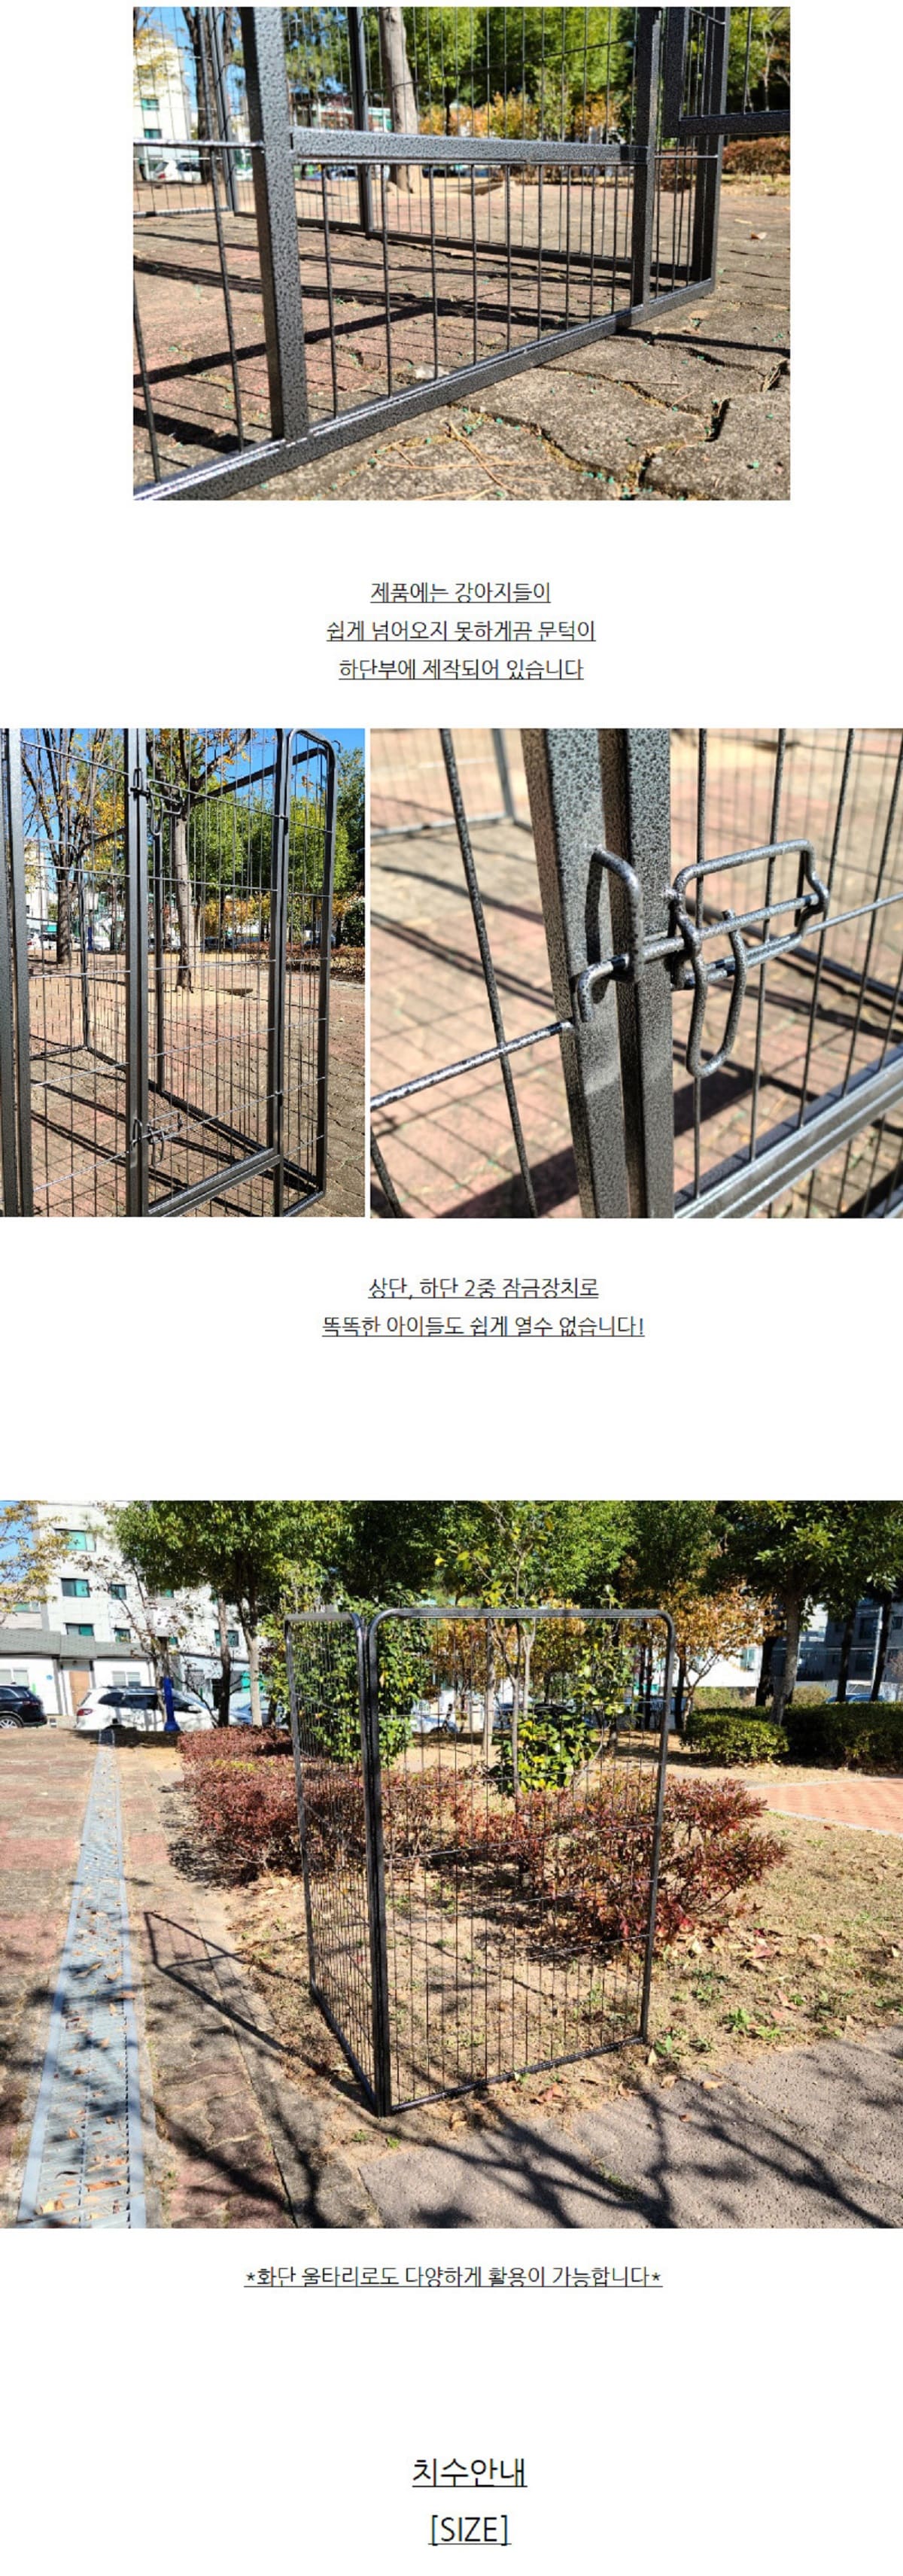 제품에는 강아지들이
쉽게 넘어오지 못하게끔 문턱이
하단부에 제작되어 있습니다
상단, 하단 2중 잠금장치로
똑똑한 아이들도 쉽게 열수 없습니다!
*화단 울타리로도 다양하게 활용이 가능합니다*
치수안내
[SIZE]